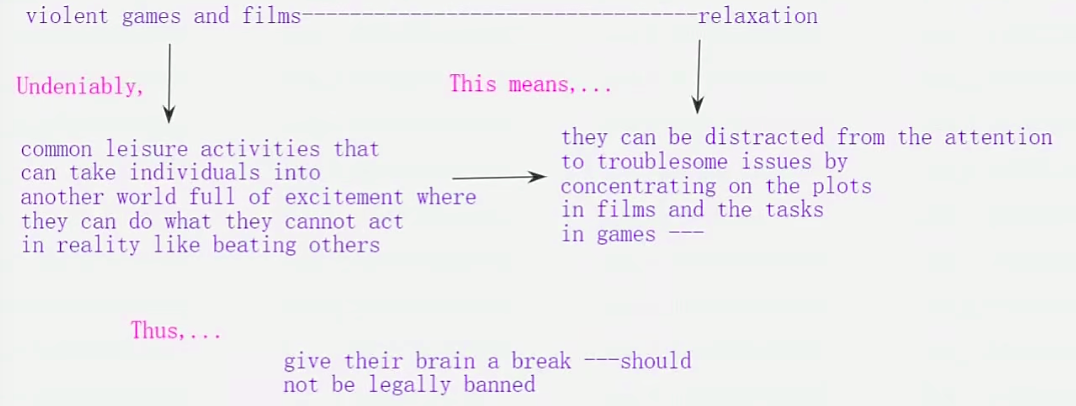 violent games and films---------------------------------relaxation
Undeniably,
This means,...
common leisure activities that
can take individuals into
another world full of excitement where
they can do what they cannot act
in reality like beating others
they can be distracted from the attention
to troublesome issues by
concentrating on the plots
in films and the tasks
in games ---
Thus,...
give their brain a break ---should
not be legally banned